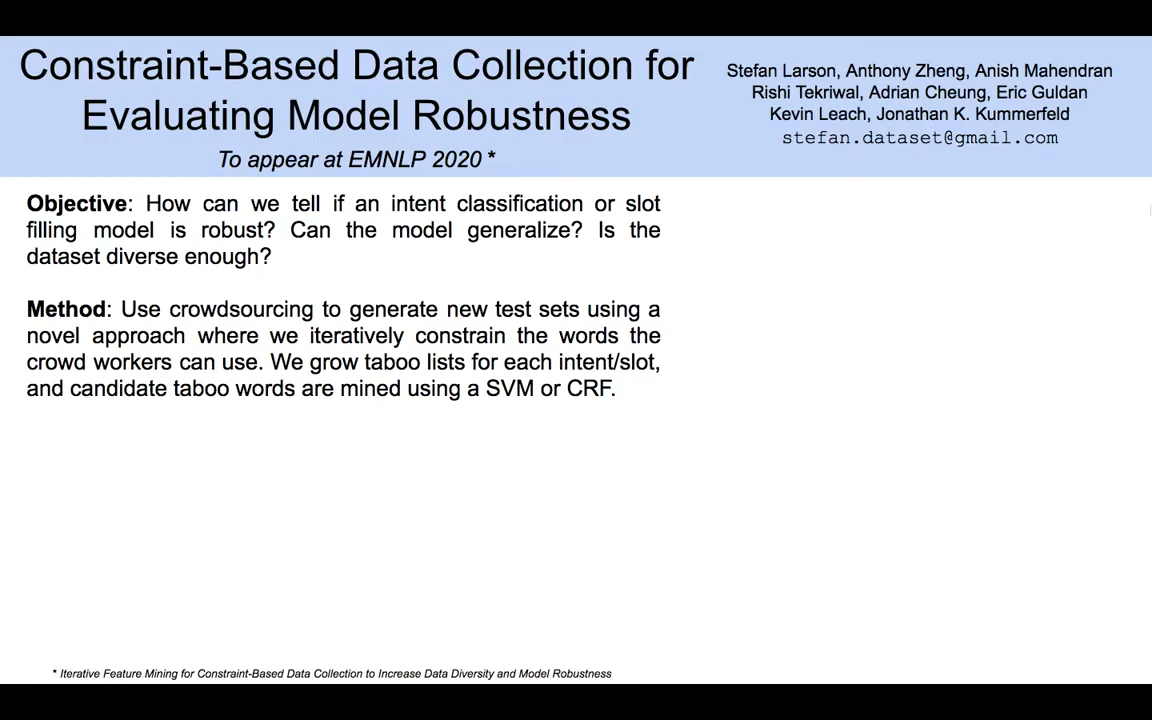 Constraint-Based Data Collection for
Evaluating Model Robustness
To appear at EMNLP 2020 *
Stefan Larson, Anthony Zheng, Anish Mahendran
Rishi Tekriwal, Adrian Cheung, Eric Guldan
Kevin Leach, Jonathan K. Kummerfeld
stefan.dataset@gmail.com
Objective: How can we tell if an intent classification or slot
filling model is robust? Can the model generalize? Is the
dataset diverse enough?
Method: Use crowdsourcing to generate new test sets using a
novel approach where we iteratively constrain the words the
crowd workers can use. We grow taboo lists for each intent/slot,
and candidate taboo words are mined using a SVM or CRF.
* Iterative Feature Mining for Constraint-Based Data Collection to Increase Data Diversity and Model Robustness